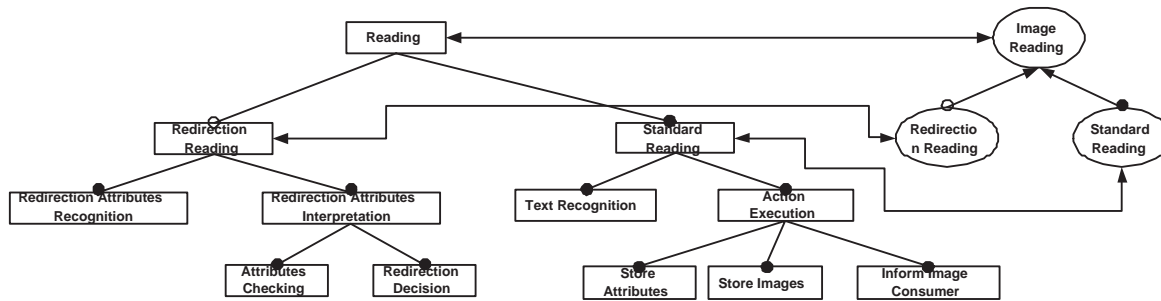 Reading
Image
Reading
Redirection
Reading
Standard
Reading
Redirectio
n Reading
Standard
Reading
Redirection Attributes
Recognition
Redirection Attributes
Interpretation
Text Recognition
Action
Execution
Attributes
Checking
Redirection
Decision
Store
Attributes
Store Images
Inform Image
Consumer